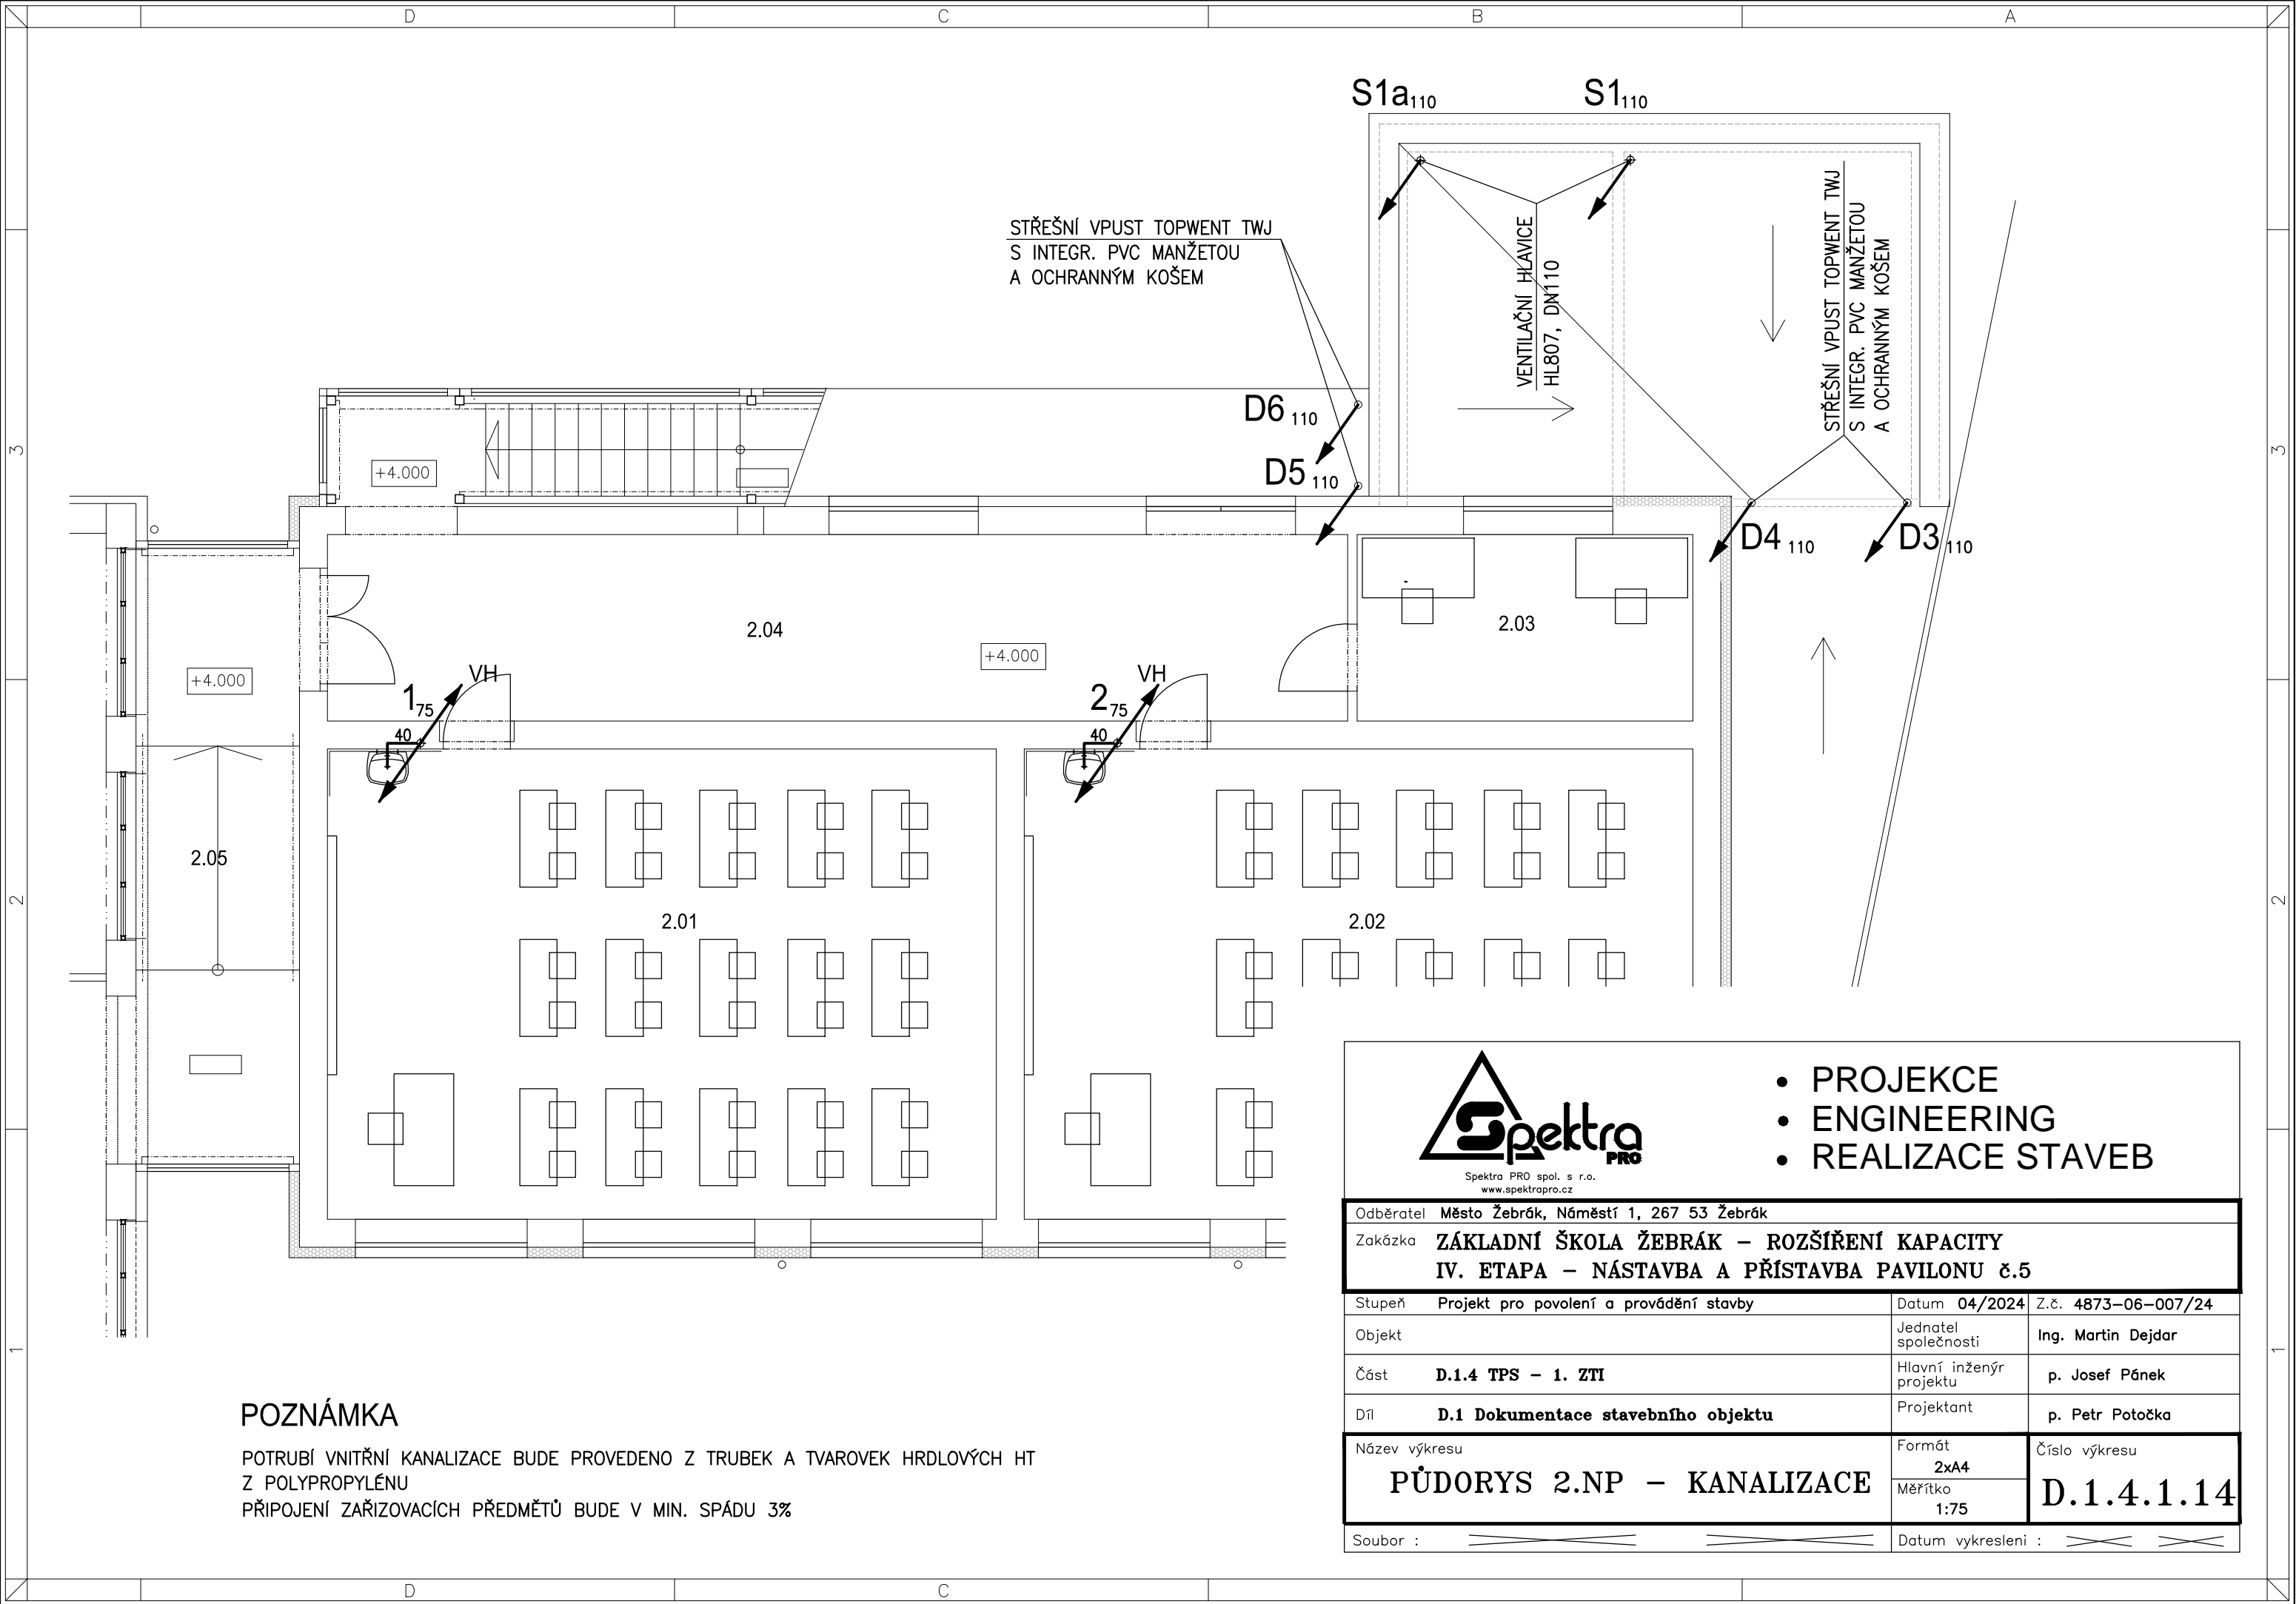 D
C
B
A
S1a110
S1110
STŘEŠNÍ VPUST TOPWENT TWJ
S INTEGR. PVC MANŽETOU
A OCHRANNÝM KOŠEM
VENTILAČNÍ HLAVICE
HL807, DN110
STŘEŠNÍ VPUST TOPWENT TWJ
S INTEGR. PVC MANŽETOU
A OCHRANNÝM KOŠEM
D6 110
D5 110
D4 110
D3 110
3
3
+4.000
2.04
2.03
+4.000
+4.000
VH
VH
175
275
40
40
2.05
2
2
2.01
2.02
Spektra
PRO
Spektra PRO spol. s r.o.
www.spektrapro.cz
• PROJEKCE
• ENGINEERING
• REALIZACE STAVEB
Odběratel Město Žebrák, Náměstí 1, 267 53 Žebrák
Zakázka ZÁKLADNÍ ŠKOLA ŽEBRÁK – ROZŠÍŘENÍ KAPACITY
IV. ETAPA – NÁSTAVBA A PŘÍSTAVBA PAVILONU č.5
Stupeň Projekt pro povolení a provádění stavby
Datum 04/2024 Z.č. 4873–06–007/24
Objekt
Jednatel
společnosti
Ing. Martin Dejdar
Část D.1.4 TPS – 1. ZTI
Hlavní inženýr
projektu
p. Josef Pánek
Díl D.1 Dokumentace stavebního objektu
Projektant
p. Petr Potočka
Název výkresu
PŮDORYS 2.NP – KANALIZACE
Formát
2xA4
Měřítko
1:75
Číslo výkresu
D.1.4.1.14
Soubor :
Datum vykresleni :
1
1
POZNÁMKA
POTRUBÍ VNITŘNÍ KANALIZACE BUDE PROVEDENO Z TRUBEK A TVAROVEK HRDLOVÝCH HT
Z POLYPROPYLÉNU
PŘIPOJENÍ ZAŘIZOVACÍCH PŘEDMĚTŮ BUDE V MIN. SPÁDU 3%
D
C